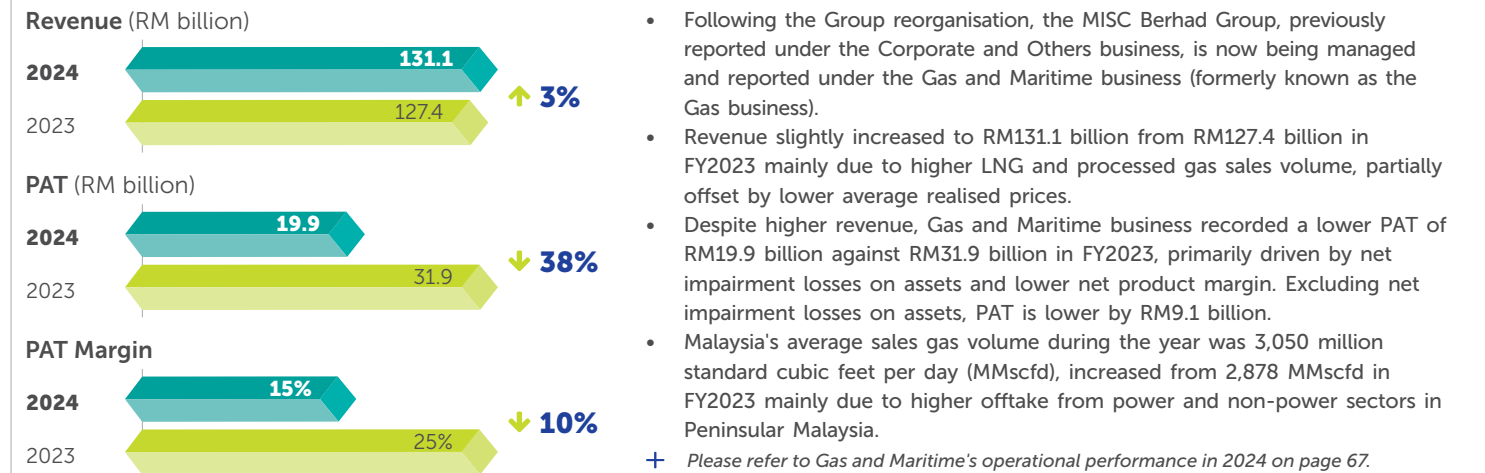 Revenue (RM billion)
2024
131.1
2023
127.4
3%
PAT (RM billion)
2024
19.9
2023
31.9
38%
PAT Margin
2024
15%
2023
25%
10%
• Following the Group reorganisation, the MISC Berhad Group, previously
reported under the Corporate and Others business, is now being managed
and reported under the Gas and Maritime business (formerly known as the
Gas business).
• Revenue slightly increased to RM131.1 billion from RM127.4 billion in
FY2023 mainly due to higher LNG and processed gas sales volume, partially
offset by lower average realised prices.
• Despite higher revenue, Gas and Maritime business recorded a lower PAT of
RM19.9 billion against RM31.9 billion in FY2023, primarily driven by net
impairment losses on assets and lower net product margin. Excluding net
impairment losses on assets, PAT is lower by RM9.1 billion.
• Malaysia's average sales gas volume during the year was 3,050 million
standard cubic feet per day (MMscfd), increased from 2,878 MMscfd in
FY2023 mainly due to higher offtake from power and non-power sectors in
Peninsular Malaysia.
+ Please refer to Gas and Maritime's operational performance in 2024 on page 67.